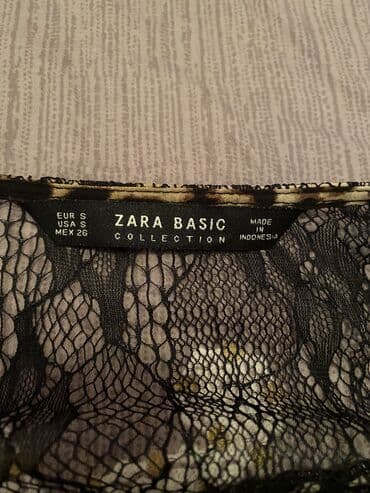 EUR S
USA S
MEX 26
ZARA BASIC
COLLECTION
MADE
IN
INDONESIA